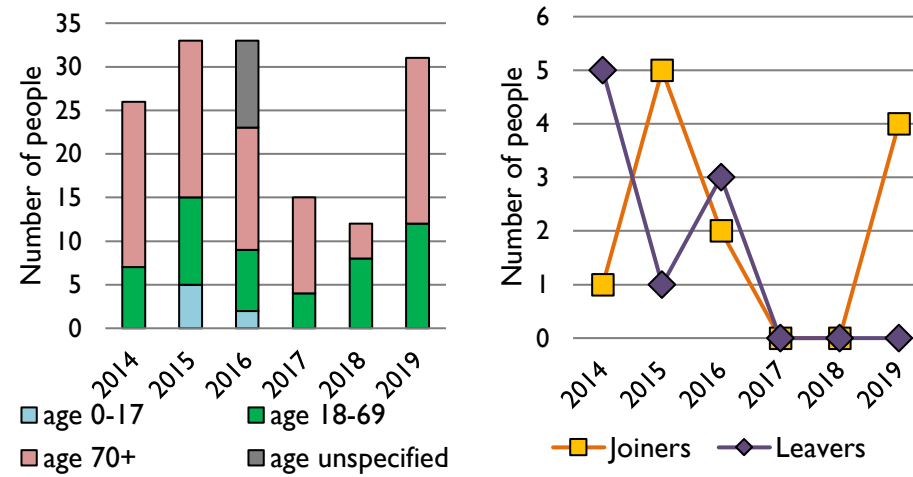 Number of people
35
30
25
20
15
10
5
0
2014 2015 2016 2017 2018 2019
age 0-17 age 18-69
age 70+ age unspecified
Number of people
6
5
4
3
2
1
0
2014 2015 2016 2017 2018 2019
Joiners Leavers